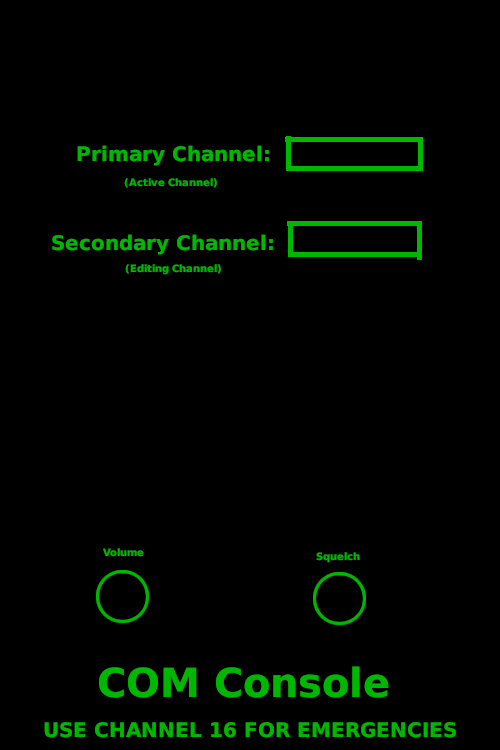 Primary Channel:
(Active Channel)
Secondary Channel:
(Editing Channel)
Volume
Squelch
COM Console
USE CHANNEL 16 FOR EMERGENCIES